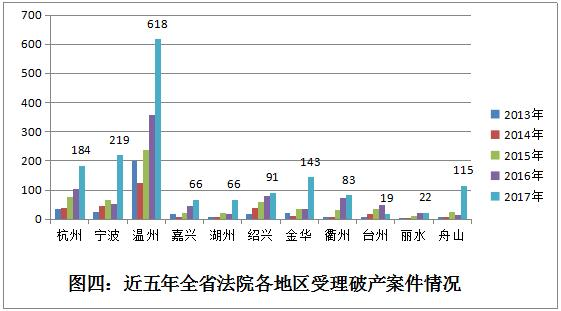 700
618
600
500
2013年
400
2014年
2015年
300
2016年
219
2017年
184
200
143
115
91
83
100
66
66
19
22
0
杭州 宁波 温州 嘉兴 湖州 绍兴 金华 衢州 台州 丽水 舟山
图四：近五年全省法院各地区受理破产案件情况